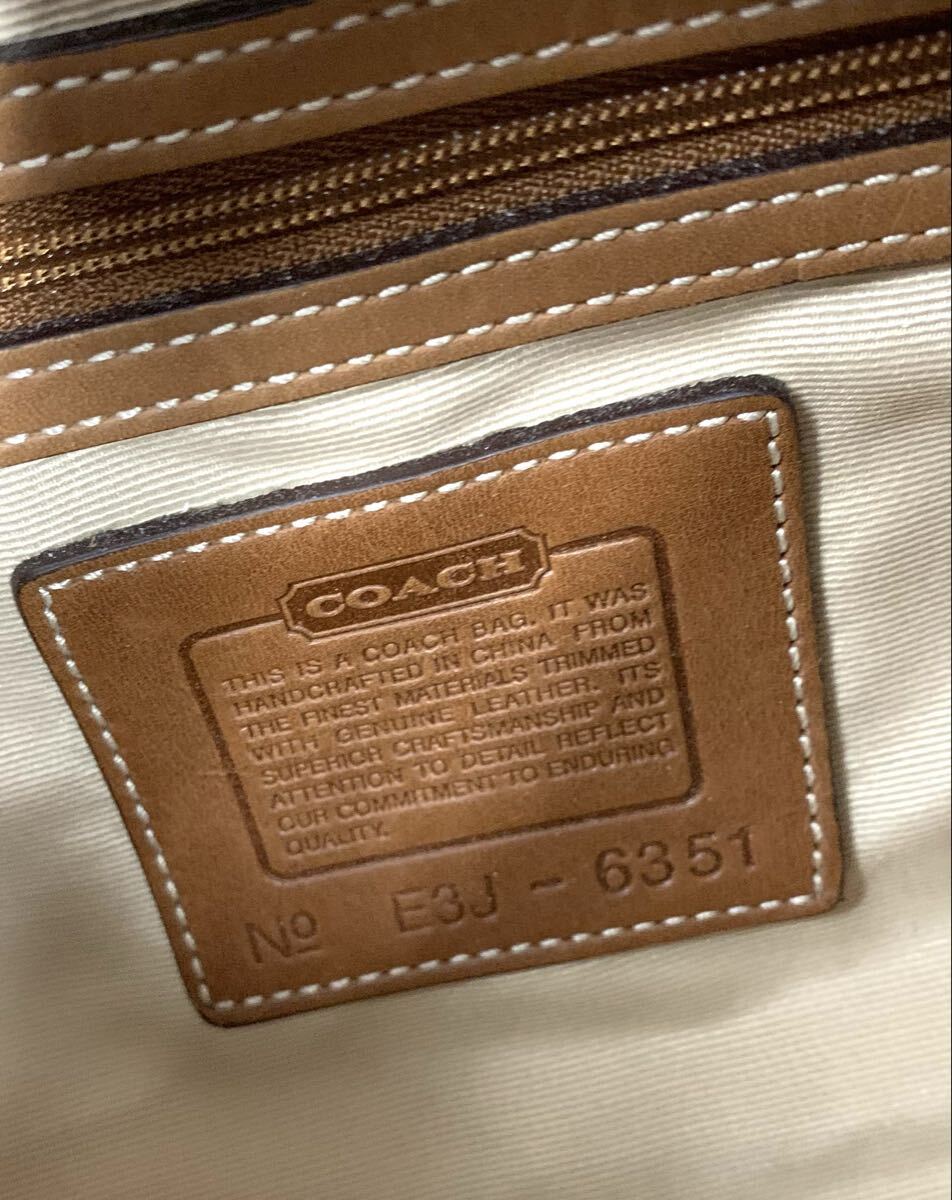 COACH
THIS IS A COACH BAG. IT WAS
HANDCRAFTED IN CHINA FROM
THE FINEST MATERIALS TRIMMED
WITH GENUINE LEATHER. ITS
SUPERIOR CRAFTSMANSHIP AND
ATTENTION TO DETAIL REFLECT
OUR COMMITMENT TO ENDURING
QUALITY.
Nº E3J - 6351